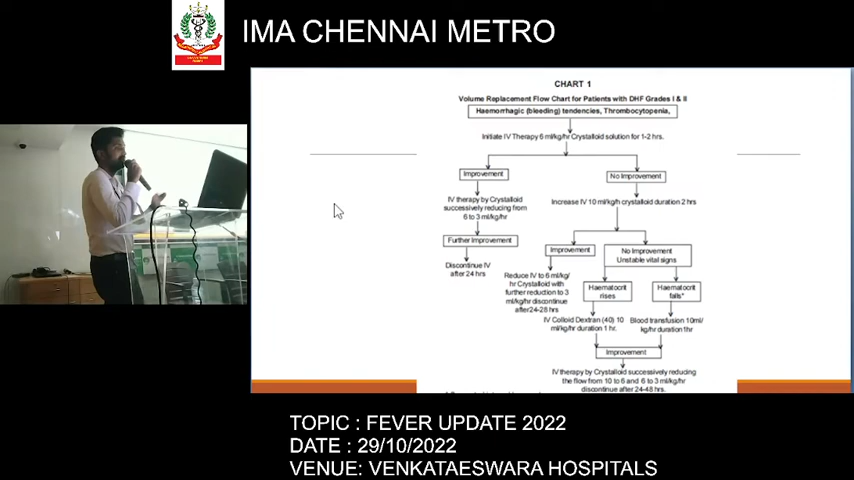 IMA CHENNAI METRO
CHART 1
Volume Replacement Flow Chart for Patients with DHF Grades I & II
Haemorrhagic (bleeding) tendencies, Thrombocytopenia,
Initiate IV Therapy 6 ml/kg/hr Crystalloid solution for 1-2 hrs.
Improvement
No Improvement
IV therapy by Crystalloid
successively reducing from
6 to 3 ml/kg/hr
Increase IV 10 ml/kg/h crystalloid duration 2 hrs
Further Improvement
Improvement
No Improvement
Unstable vital signs
Discontinue IV
after 24 hrs
Reduce IV to 6 ml/kg/
hr Crystalloid with
further reduction to 3
ml/kg/hr discontinue
after24-28 hrs
Haematocrit
rises
Haematocrit
falls*
IV Colloid Dextran (40) 10
ml/kg/hr duration 1 hr.
Blood transfusion 10ml/
kg/hr duration 1hr
Improvement
IV therapy by Crystalloid successively reducing
the flow from 10 to 6 and 6 to 3 ml/kg/hr
discontinue after 24-48 hrs.
TOPIC : FEVER UPDATE 2022
DATE : 29/10/2022
VENUE: VENKATAESWARA HOSPITALS